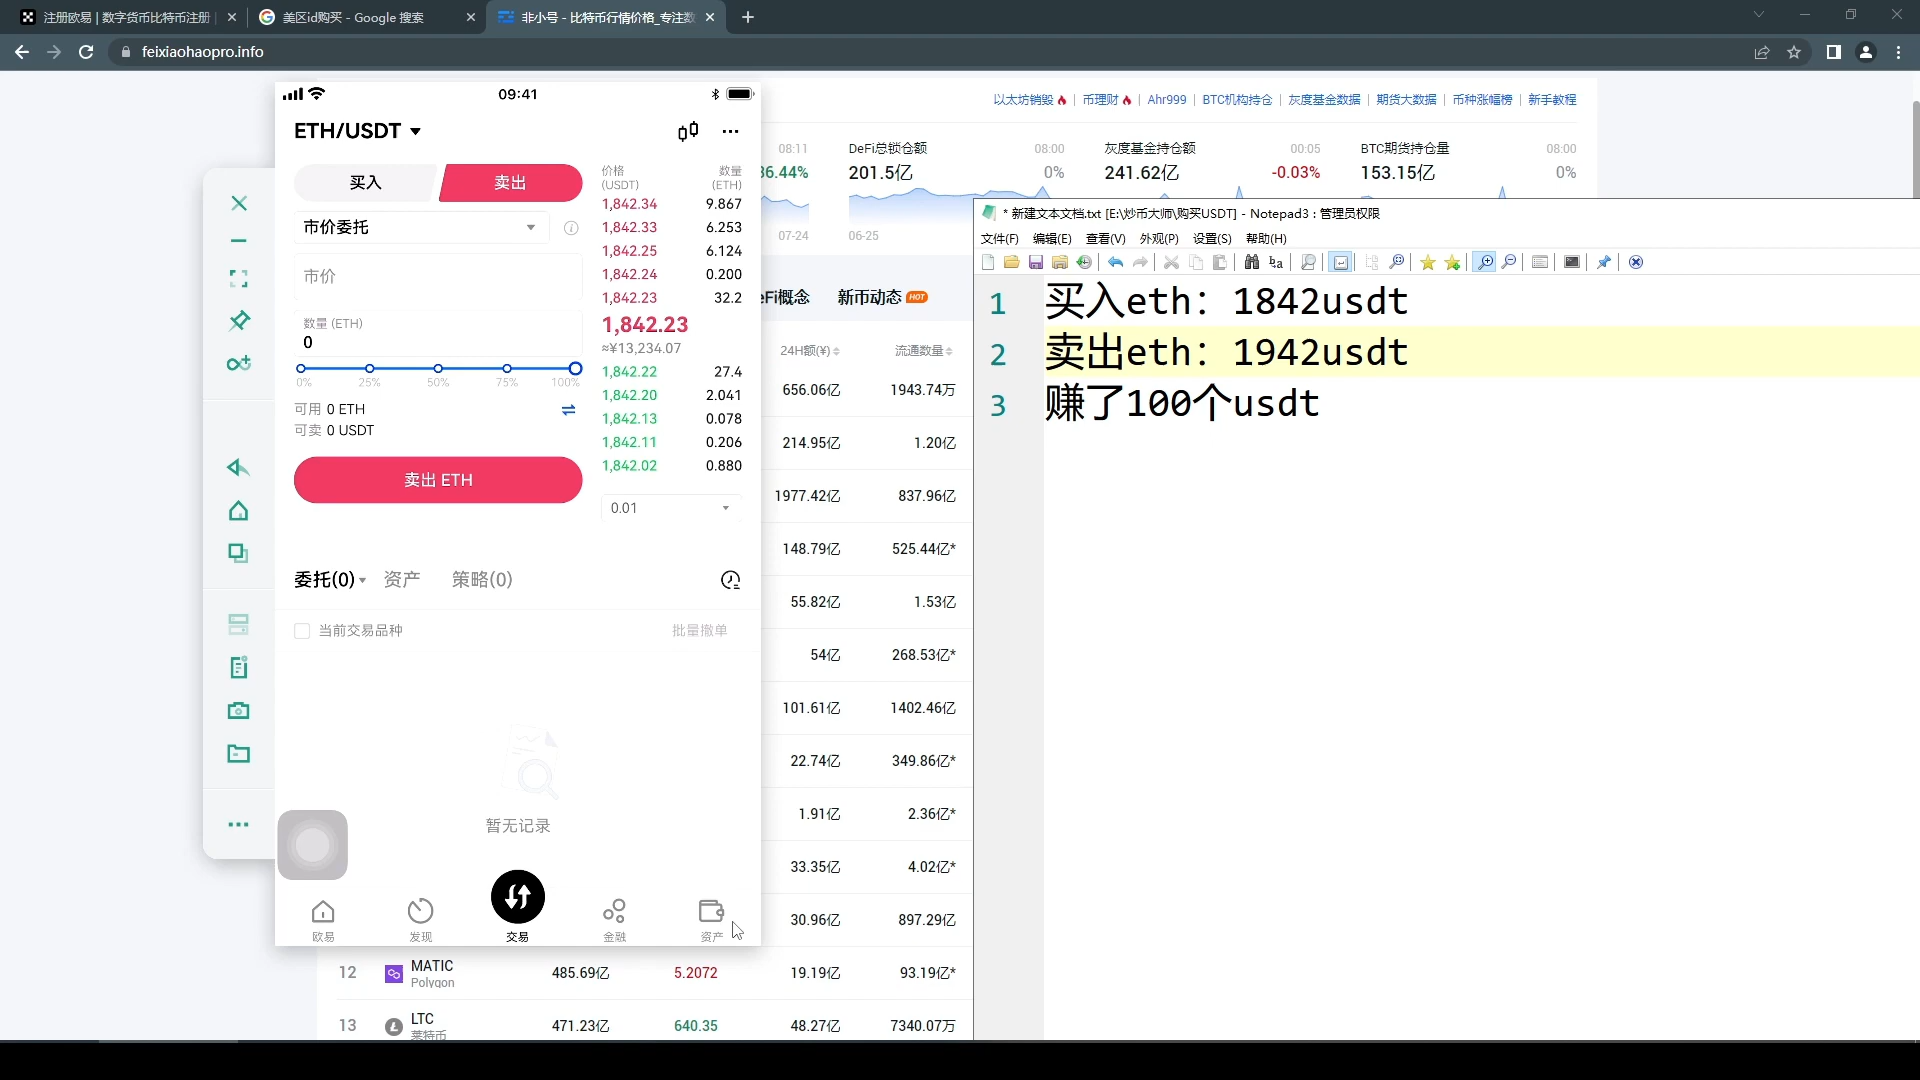 注册欧易 | 数字货币比特币注册
美区id购买 - Google 搜索
非小号 - 比特币行情价格_专注数
feixiaohaopro.info
以太坊销毁 | 币理财 | Ahr999 | BTC机构持仓 | 灰度基金数据 | 期货大数据 | 币种涨幅榜 | 新手教程
08:11
36.44%
07-24
DeFi总锁仓额 08:00
201.5亿 0%
06-25
灰度基金持仓额 00:05
241.62亿 -0.03%
BTC期货持仓量 08:00
153.15亿 0%
eFi概念 新币动态 HOT
24H额(¥) 流通数量
656.06亿 1943.74万
214.95亿 1.20亿
1977.42亿 837.96亿
148.79亿 525.44亿*
55.82亿 1.53亿
54亿 268.53亿*
101.61亿 1402.46亿
22.74亿 349.86亿*
1.91亿 2.36亿*
33.35亿 4.02亿*
30.96亿 897.29亿
12 MATIC 485.69亿 5.2072 19.19亿 93.19亿*
Polygon
13 LTC 471.23亿 640.35 48.27亿 7340.07万
莱特币
09:41
ETH/USDT
买入 卖出
市价委托
市价
数量 (ETH)
0
0% 25% 50% 75% 100%
可用 0 ETH
可卖 0 USDT
卖出 ETH
价格 数量
(USDT) (ETH)
1,842.34 9.867
1,842.33 6.253
1,842.25 6.124
1,842.24 0.200
1,842.23 32.2
1,842.23
≈¥13,234.07
1,842.22 27.4
1,842.20 2.041
1,842.13 0.078
1,842.11 0.206
1,842.02 0.880
0.01
委托(0) 资产 策略(0)
当前交易品种 批量撤单
暂无记录
欧易 发现 交易 金融 资产
* 新建文本文档.txt [E:\炒币大师\购买USDT] - Notepad3 : 管理员权限
文件(F) 编辑(E) 查看(V) 外观(P) 设置(S) 帮助(H)
1 买入eth：1842usdt
2 卖出eth：1942usdt
3 赚了100个usdt